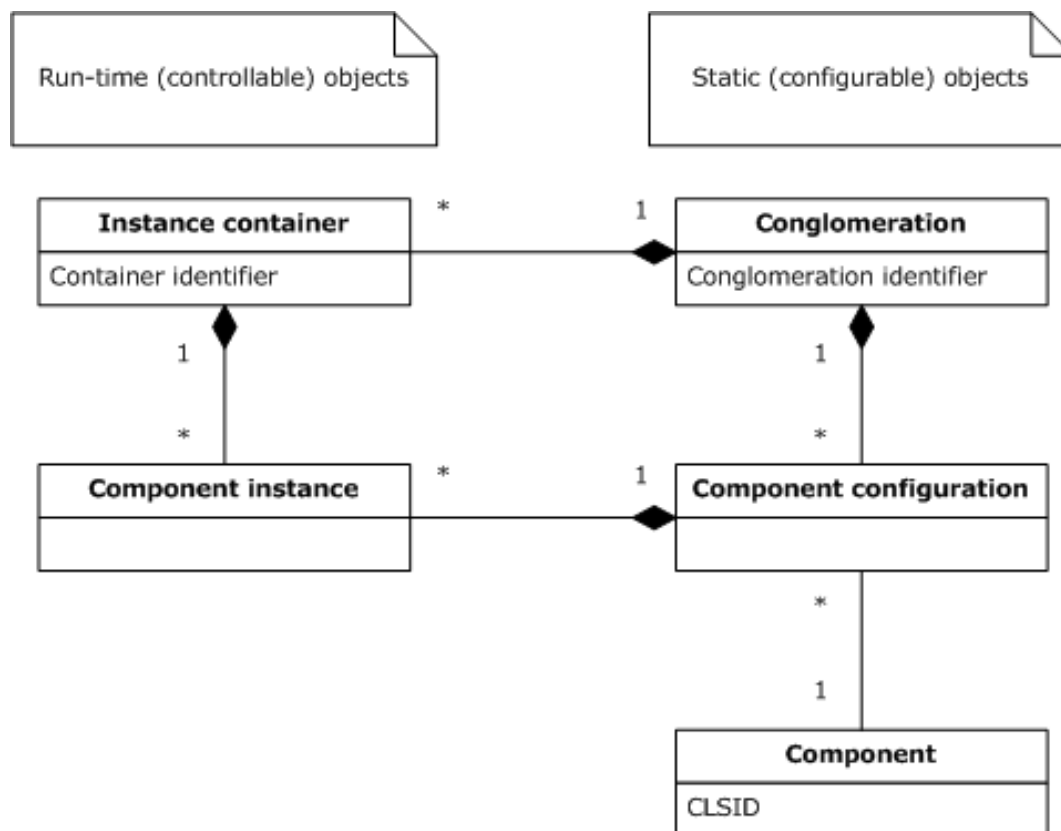 Run-time (controllable) objects
Static (configurable) objects
Instance container
*
1
Conglomeration
Container identifier
Conglomeration identifier
1
1
*
*
Component instance
*
1
Component configuration
*
1
Component
CLSID